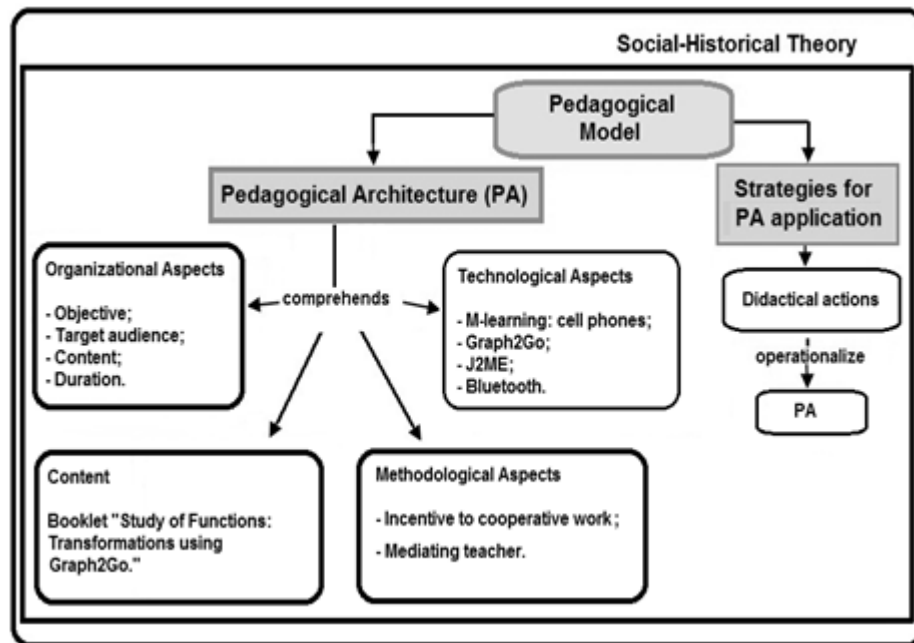 Social-Historical Theory
Pedagogical
Model
Pedagogical Architecture (PA)
Strategies for
PA application
Organizational Aspects
- Objective;
- Target audience;
- Content;
- Duration.
comprehends
Technological Aspects
- M-learning: cell phones;
- Graph2Go;
- J2ME;
- Bluetooth.
Didactical actions
operationalize
PA
Content
Booklet "Study of Functions:
Transformations using
Graph2Go."
Methodological Aspects
- Incentive to cooperative work;
- Mediating teacher.